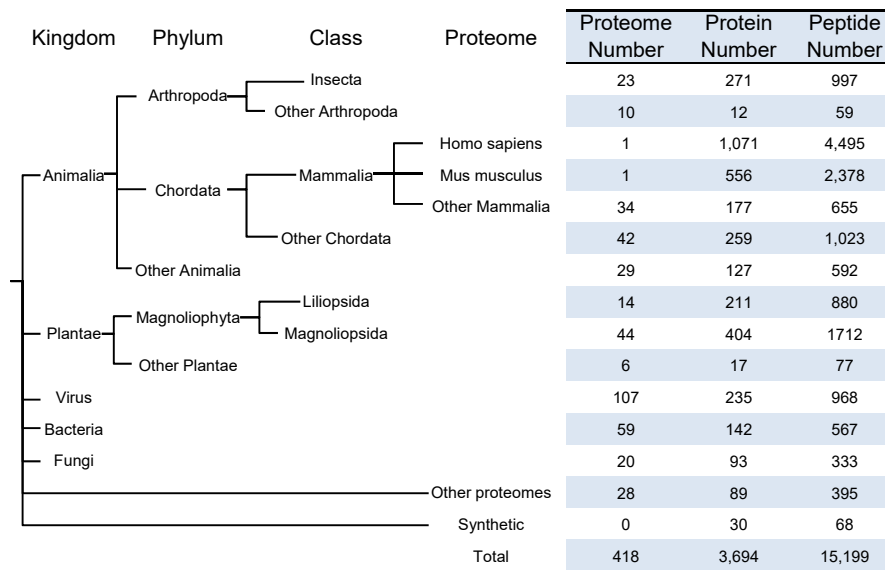 Kingdom Phylum Class Proteome Proteome Number Protein Number Peptide Number
Insecta 23 271 997
Arthropoda
Other Arthropoda 10 12 59
Homo sapiens 1 1,071 4,495
Animalia Mammalia Mus musculus 1 556 2,378
Chordata
Other Mammalia 34 177 655
Other Chordata 42 259 1,023
Other Animalia 29 127 592
Liliopsida 14 211 880
Magnoliophyta
Plantae Magnoliopsida 44 404 1712
Other Plantae 6 17 77
Virus 107 235 968
Bacteria 59 142 567
Fungi 20 93 333
Other proteomes 28 89 395
Synthetic 0 30 68
Total 418 3,694 15,199